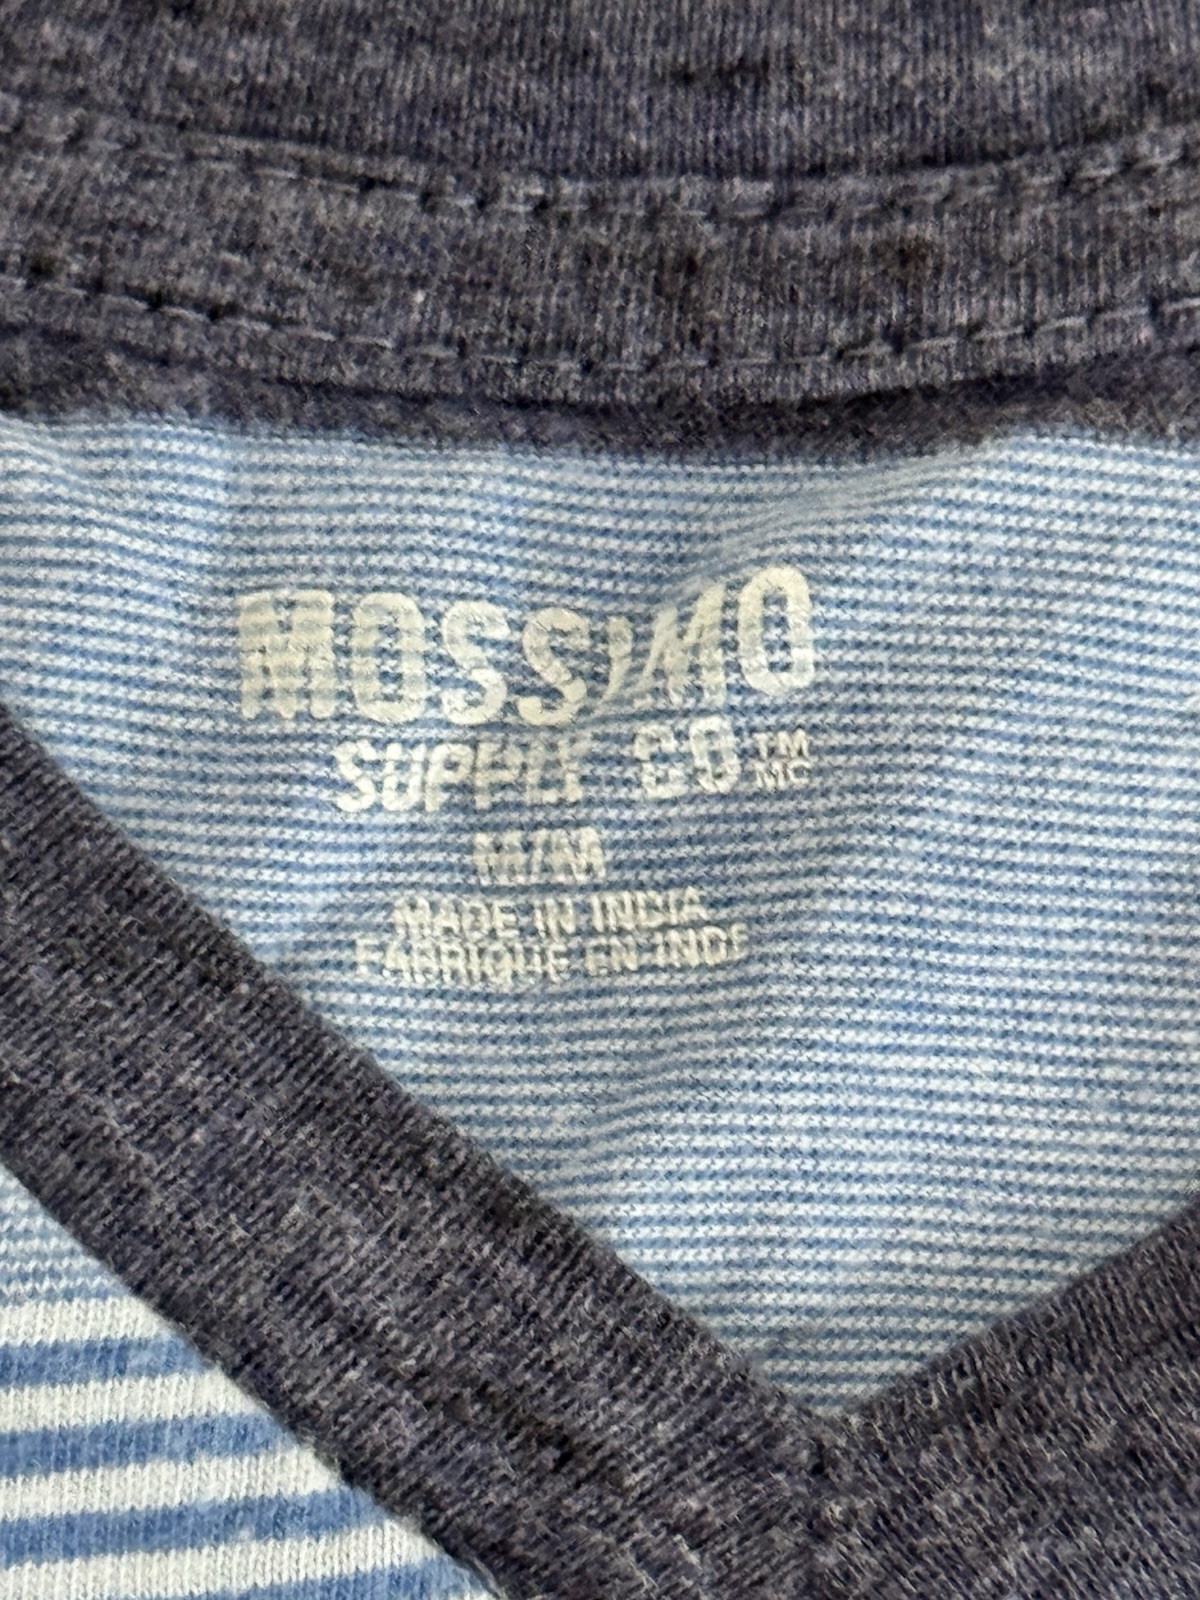 MOSSIMO
SUPPLY CO TM MC
M/M
MADE IN INDIA
FABRIQUE EN INDE